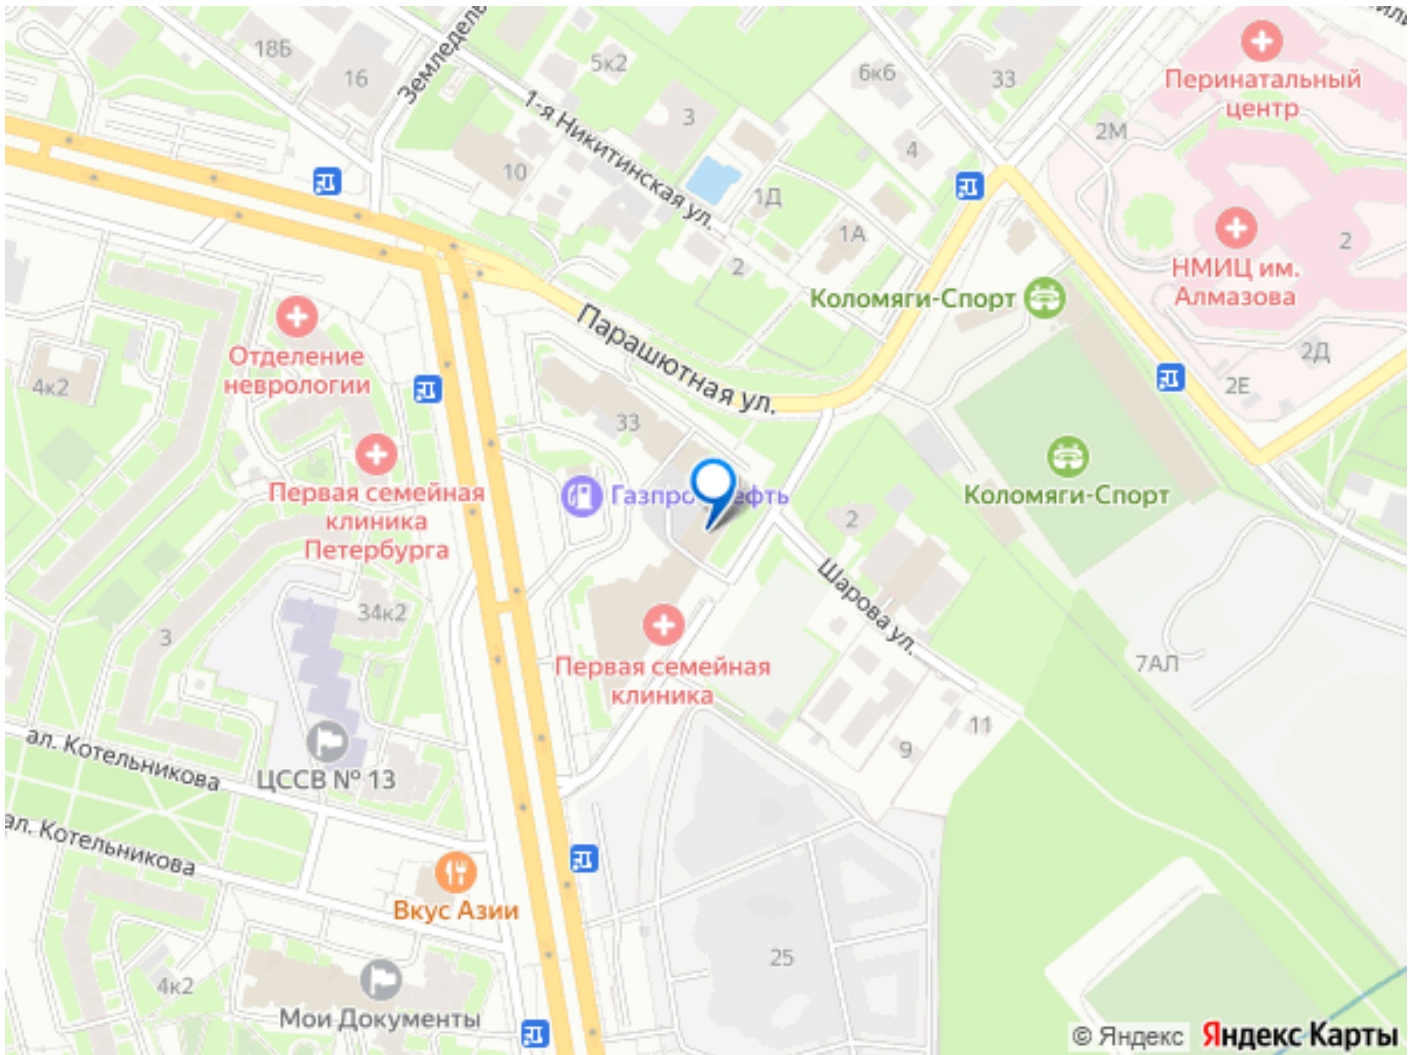 18Б
16
Земледель
5к2
6к6
33
Перинатальный
центр
3
1-я Никитинская ул.
4
2М
10
1Д
1А
2
2
НМИЦ им.
Алмазова
Коломяги-Спорт
Парашютная ул.
Отделение
неврологии
4к2
2Д
2Е
33
Первая семейная
клиника
Петербурга
Коломяги-Спорт
2
Шарова ул.
34к2
3
Первая семейная
клиника
7АЛ
11
9
ал. Котельникова
ЦССВ № 13
ал. Котельникова
Вкус Азии
25
4к2
Мои Документы
© Яндекс
Яндекс Карты